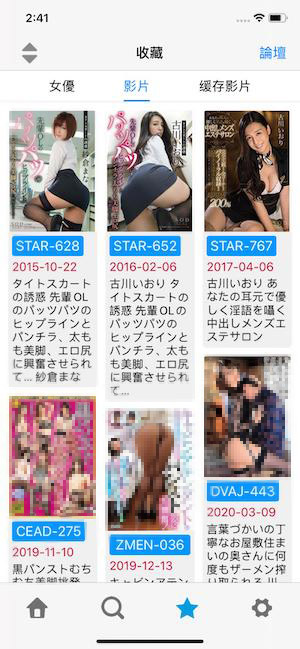 2:41
收藏
論壇
女優
影片
缓存影片
STAR-628
2015-10-22
タイトスカートの誘惑 先輩OLのパッツパツのヒップラインとパンチラ、太もも美脚、エロ尻に興奮させられて… 紗倉まな
STAR-652
2016-02-06
古川いおり タイトスカートの誘惑 先輩OLのパッツパツのヒップラインとパンチラ、太もも美脚、エロ尻に興奮させられて
STAR-767
2017-04-06
古川いおり あなたの耳元で優しく淫語を囁く中出しメンズエステサロン
CEAD-275
2019-11-10
黒パンストむちむち美脚挑発
ZMEN-036
2019-12-13
キャビンアテン
DVAJ-443
2020-03-09
言葉づかいの丁寧なお屋敷住まいの奥さんに何度もザーメン搾り取られる 川